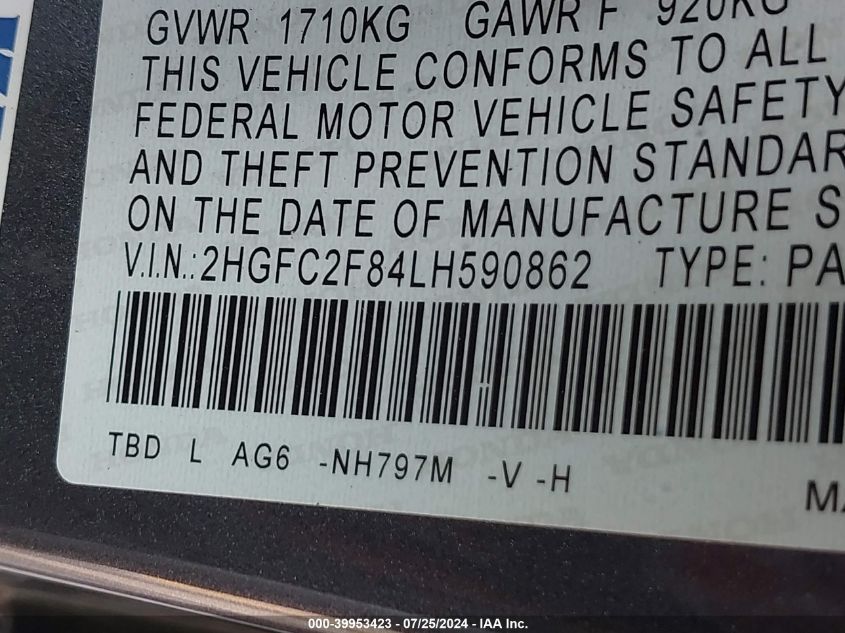 GVWR 1710KG GAWR F 920KG
THIS VEHICLE CONFORMS TO ALL
FEDERAL MOTOR VEHICLE SAFETY
AND THEFT PREVENTION STANDAR
ON THE DATE OF MANUFACTURE S
V.I.N.: 2HGFC2F84LH590862 TYPE: PA
TBD L AG6 -NH797M -V -H
MA
000-39953423 - 07/25/2024 - IAA Inc.